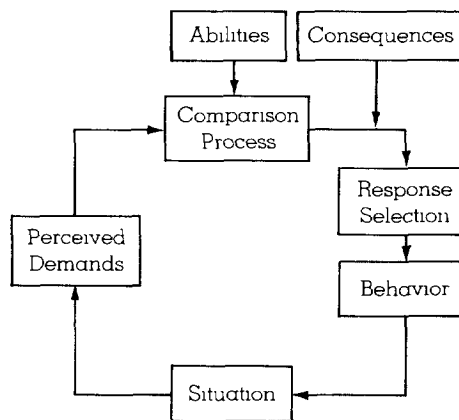 Abilities
Consequences
Comparison
Process
Response
Selection
Perceived
Demands
Behavior
Situation